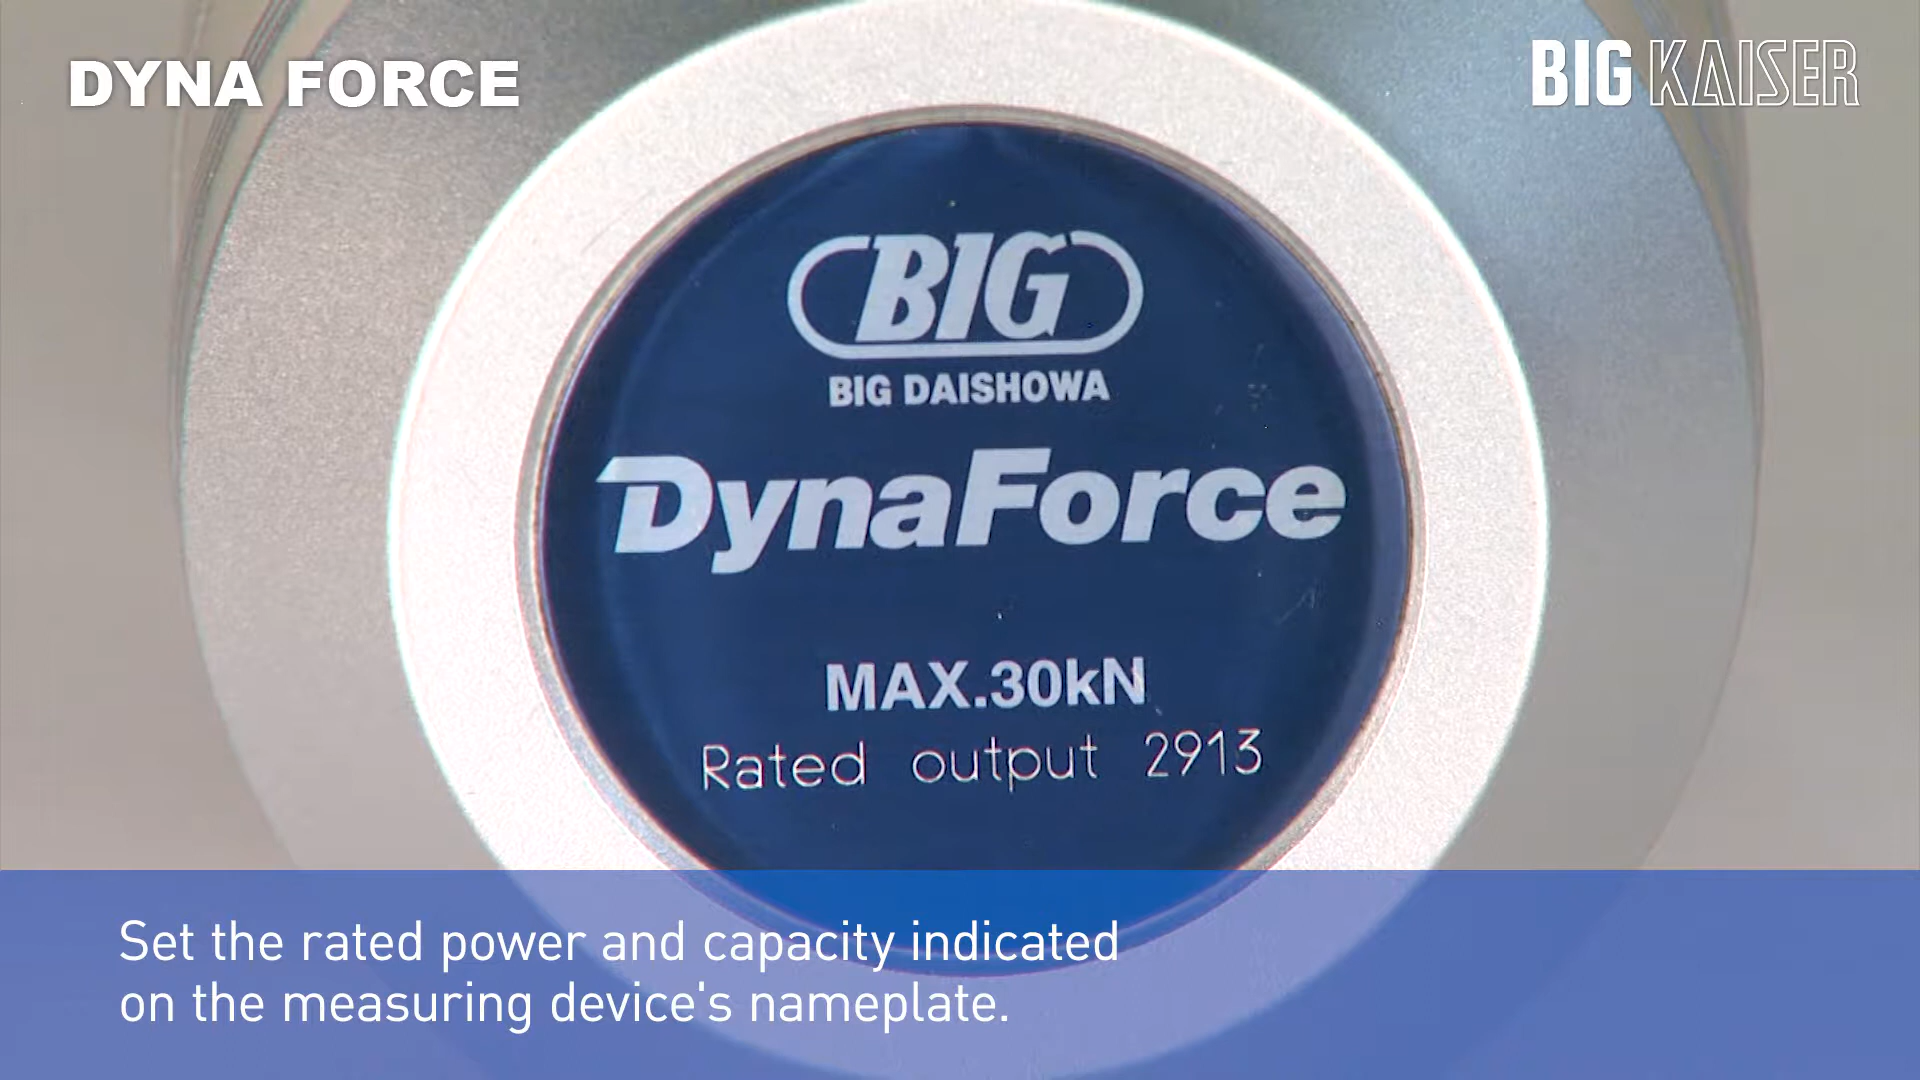 DYNA FORCE
BIG KAISER
BIG
BIG DAISHOWA
DynaForce
MAX.30kN
Rated output 2913
Set the rated power and capacity indicated
on the measuring device's nameplate.